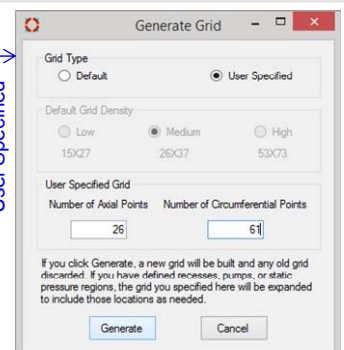 Generate Grid
User Specified
Grid Type
Default
User Specified
Default Grid Density
Low
Medium
High
15X27
26X37
53X73
User Specified Grid
Number of Axial Points
Number of Circumferential Points
26
61
If you click Generate, a new grid will be built and any old grid
discarded. If you have defined recesses, pumps, or static
pressure regions, the grid you specified here will be expanded
to include those locations as needed.
Generate
Cancel